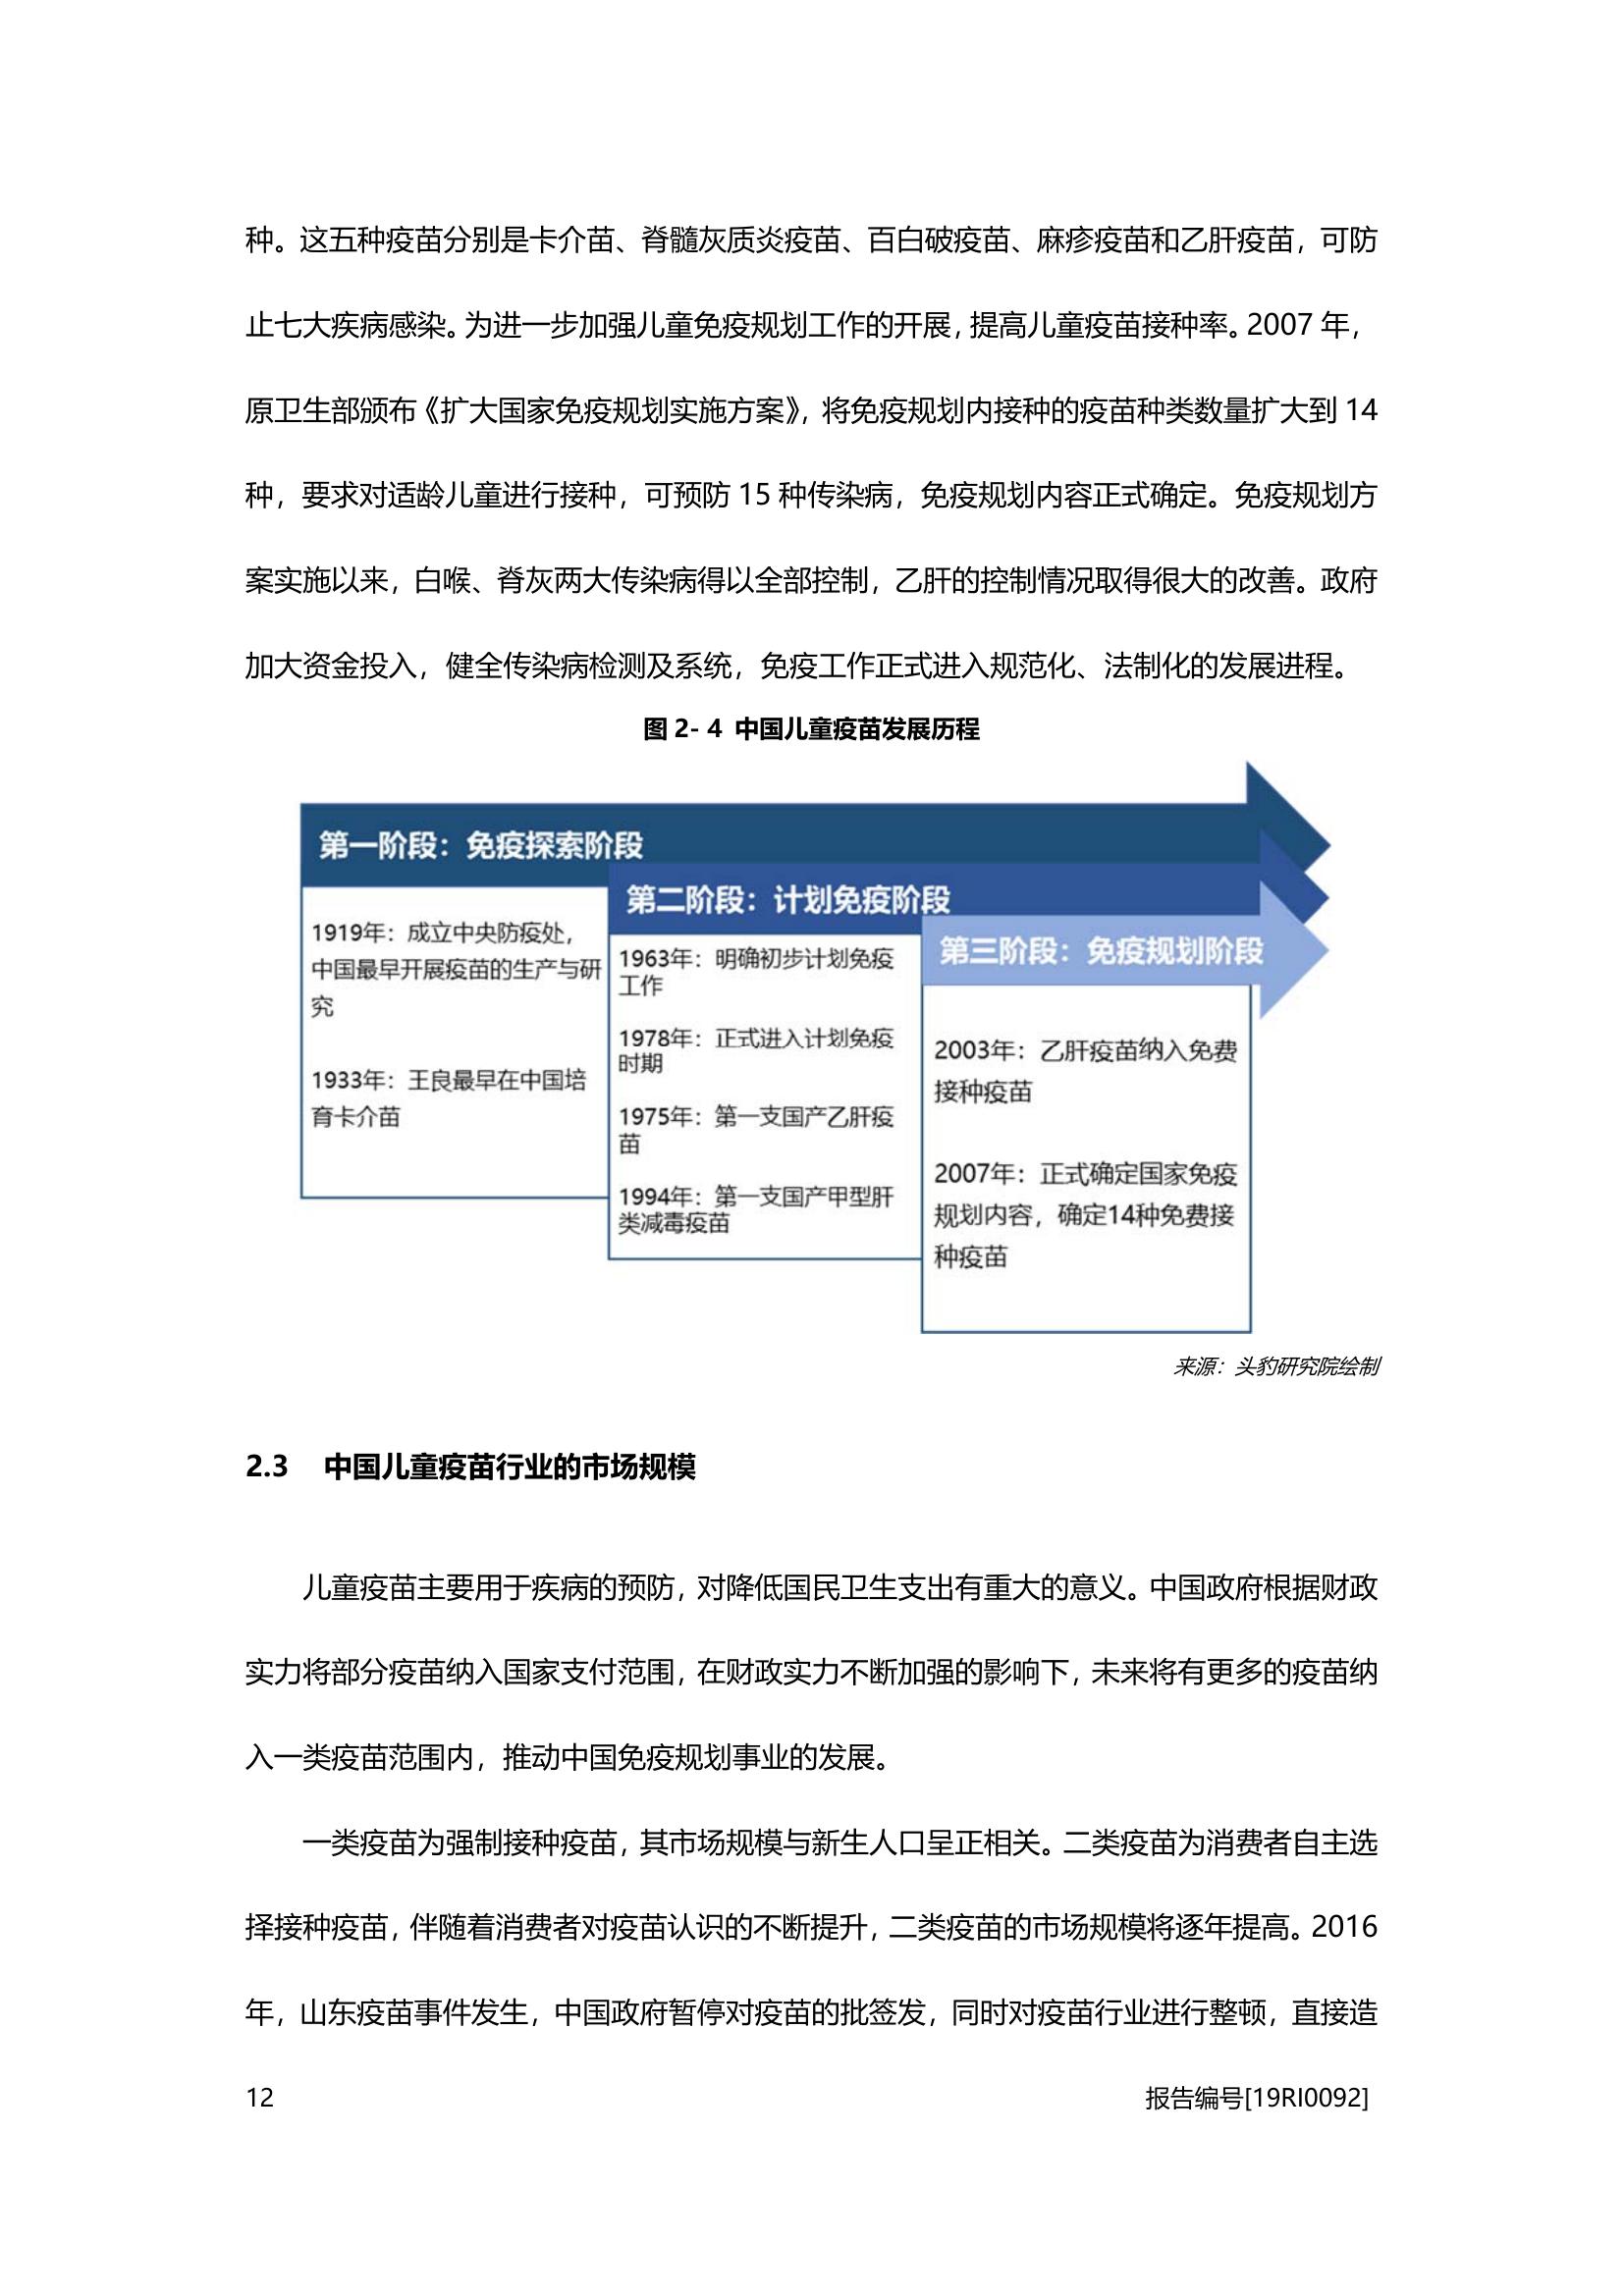 种。这五种疫苗分别是卡介苗、脊髓灰质炎疫苗、百白破疫苗、麻疹疫苗和乙肝疫苗，可防
止七大疾病感染。为进一步加强儿童免疫规划工作的开展，提高儿童疫苗接种率。2007 年，
原卫生部颁布《扩大国家免疫规划实施方案》，将免疫规划内接种的疫苗种类数量扩大到 14
种，要求对适龄儿童进行接种，可预防 15 种传染病，免疫规划内容正式确定。免疫规划方
案实施以来，白喉、脊灰两大传染病得以全部控制，乙肝的控制情况取得很大的改善。政府
加大资金投入，健全传染病检测及系统，免疫工作正式进入规范化、法制化的发展进程。
图 2- 4 中国儿童疫苗发展历程
第一阶段：免疫探索阶段
1919年：成立中央防疫处，
中国最早开展疫苗的生产与研
究
1933年：王良最早在中国培
育卡介苗
第二阶段：计划免疫阶段
1963年：明确初步计划免疫
工作
1978年：正式进入计划免疫
时期
1975年：第一支国产乙肝疫
苗
1994年：第一支国产甲型肝
类减毒疫苗
第三阶段：免疫规划阶段
2003年：乙肝疫苗纳入免费
接种疫苗
2007年：正式确定国家免疫
规划内容，确定14种免费接
种疫苗
来源：头豹研究院绘制
2.3 中国儿童疫苗行业的市场规模
儿童疫苗主要用于疾病的预防，对降低国民卫生支出有重大的意义。中国政府根据财政
实力将部分疫苗纳入国家支付范围，在财政实力不断加强的影响下，未来将有更多的疫苗纳
入一类疫苗范围内，推动中国免疫规划事业的发展。
一类疫苗为强制接种疫苗，其市场规模与新生人口呈正相关。二类疫苗为消费者自主选
择接种疫苗，伴随着消费者对疫苗认识的不断提升，二类疫苗的市场规模将逐年提高。2016
年，山东疫苗事件发生，中国政府暂停对疫苗的批签发，同时对疫苗行业进行整顿，直接造
12
报告编号[19RI0092]